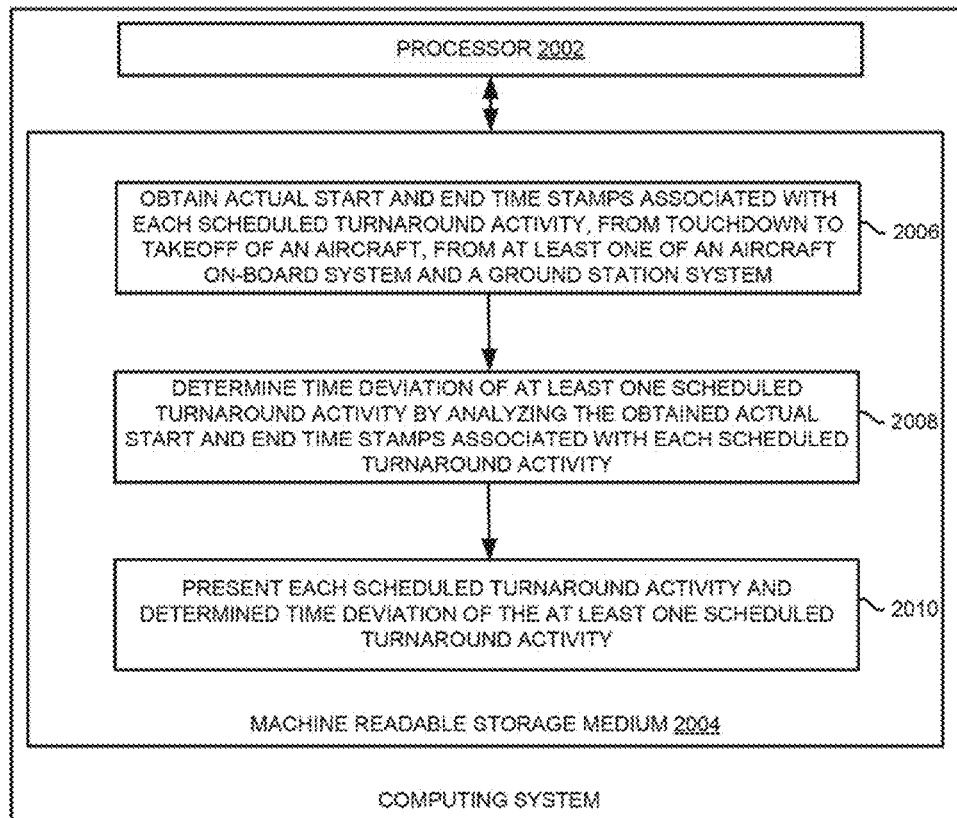 PROCESSOR 2002
OBTAIN ACTUAL START AND END TIME STAMPS ASSOCIATED WITH
EACH SCHEDULED TURNAROUND ACTIVITY, FROM TOUCHDOWN TO
TAKEOFF OF AN AIRCRAFT, FROM AT LEAST ONE OF AN AIRCRAFT
ON-BOARD SYSTEM AND A GROUND STATION SYSTEM
2006
DETERMINE TIME DEVIATION OF AT LEAST ONE SCHEDULED
TURNAROUND ACTIVITY BY ANALYZING THE OBTAINED ACTUAL
START AND END TIME STAMPS ASSOCIATED WITH EACH SCHEDULED
TURNAROUND ACTIVITY
2008
PRESENT EACH SCHEDULED TURNAROUND ACTIVITY AND
DETERMINED TIME DEVIATION OF THE AT LEAST ONE SCHEDULED
TURNAROUND ACTIVITY
2010
MACHINE READABLE STORAGE MEDIUM 2004
COMPUTING SYSTEM